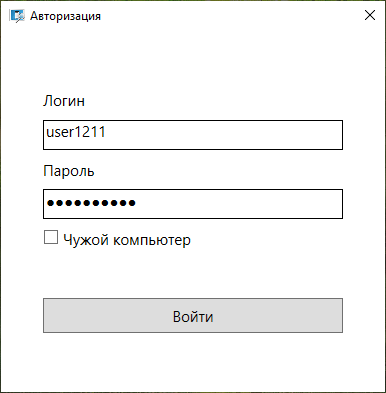 Авторизация
Логин
user1211
Пароль
●●●●●●●●●●
Чужой компьютер
Войти